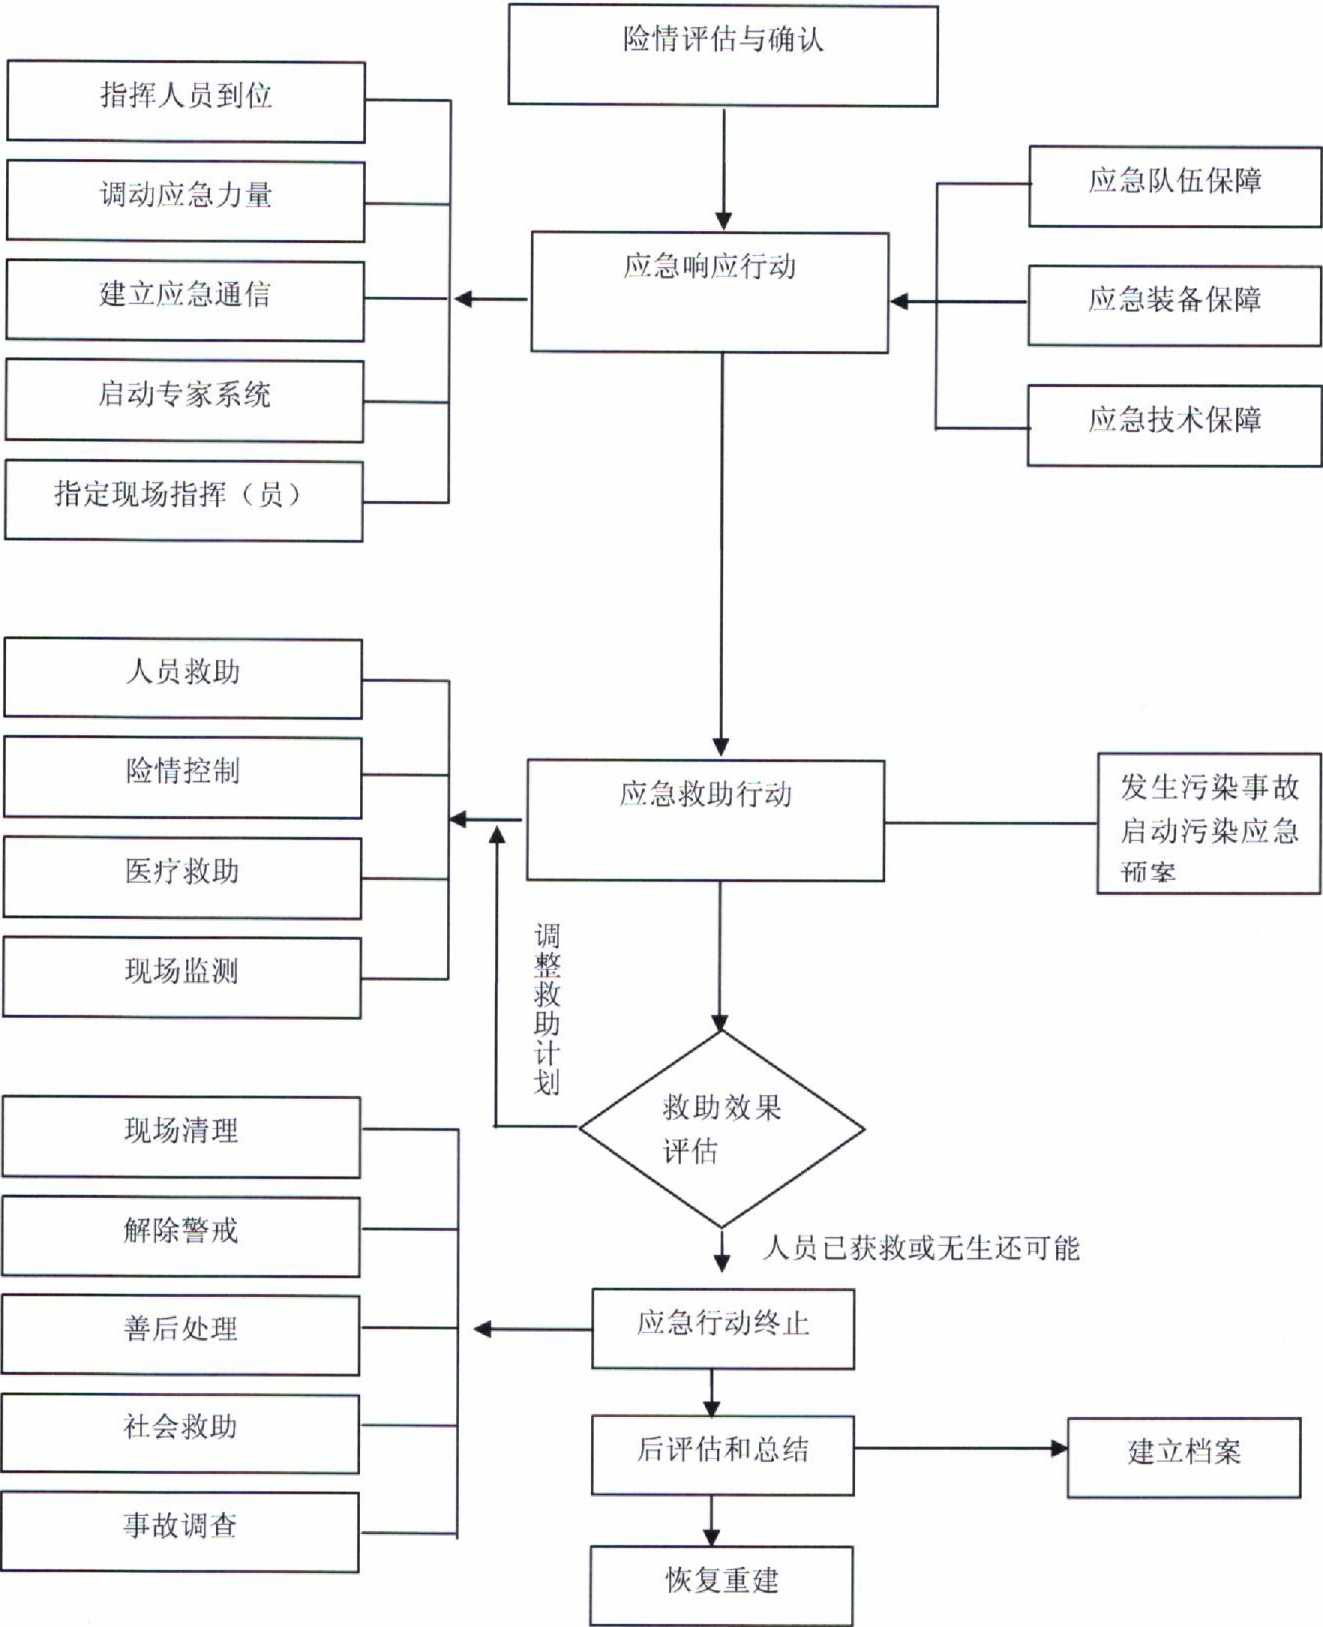 险情评估与确认
指挥人员到位
调动应急力量
建立应急通信
启动专家系统
指定现场指挥（员）
应急响应行动
应急队伍保障
应急装备保障
应急技术保障
人员救助
险情控制
医疗救助
现场监测
应急救助行动
发生污染事故
启动污染应急
预案
调整救助计划
救助效果
评估
人员已获救或无生还可能
现场清理
解除警戒
善后处理
社会救助
事故调查
应急行动终止
后评估和总结
建立档案
恢复重建